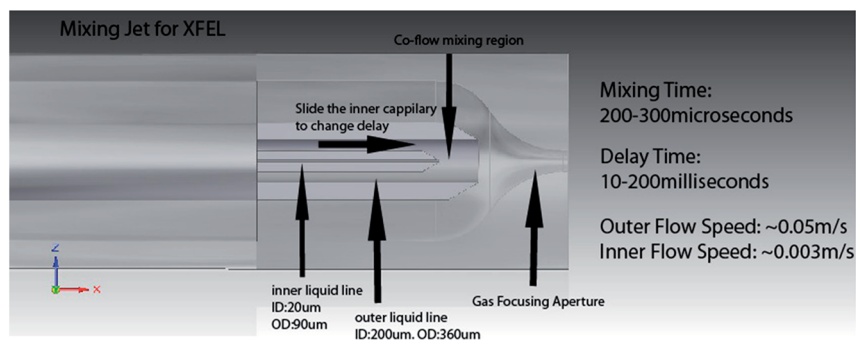 Mixing Jet for XFEL
Co-flow mixing region
Slide the inner cappilary
to change delay
Mixing Time:
200-300microseconds
Delay Time:
10-200milliseconds
Outer Flow Speed: ~0.05m/s
Inner Flow Speed: ~0.003m/s
Z
X
inner liquid line
ID:20um
OD:90um
outer liquid line
ID:200um. OD:360um
Gas Focusing Aperture